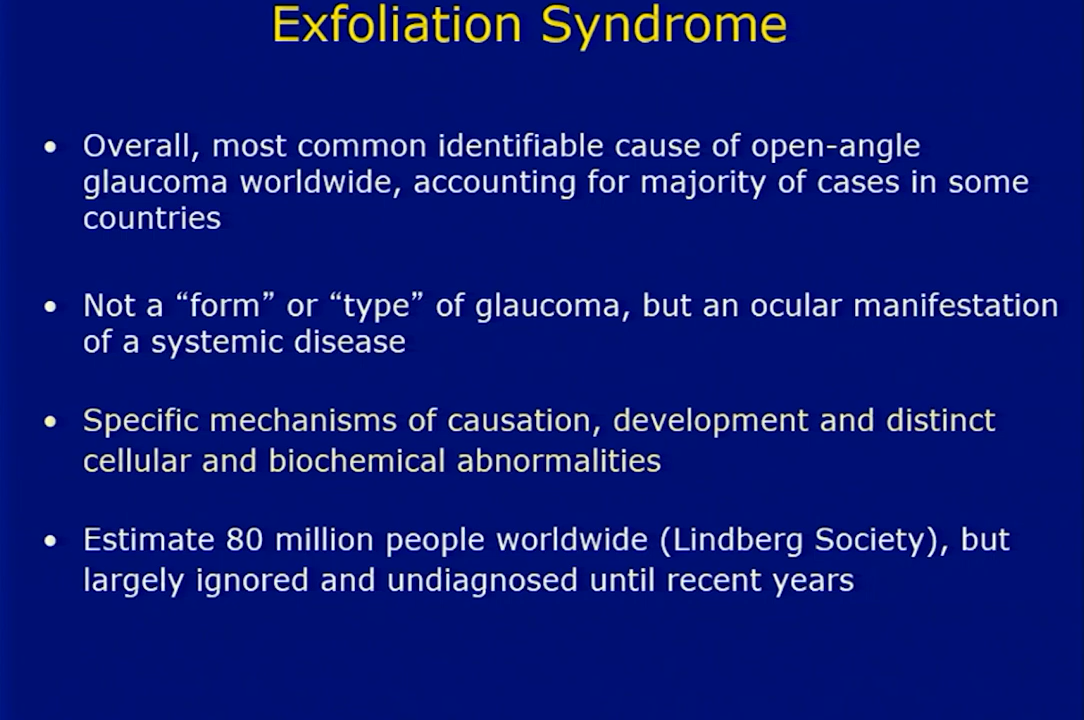 Exfoliation Syndrome
• Overall, most common identifiable cause of open-angle
glaucoma worldwide, accounting for majority of cases in some
countries
• Not a “form” or “type” of glaucoma, but an ocular manifestation
of a systemic disease
• Specific mechanisms of causation, development and distinct
cellular and biochemical abnormalities
• Estimate 80 million people worldwide (Lindberg Society), but
largely ignored and undiagnosed until recent years